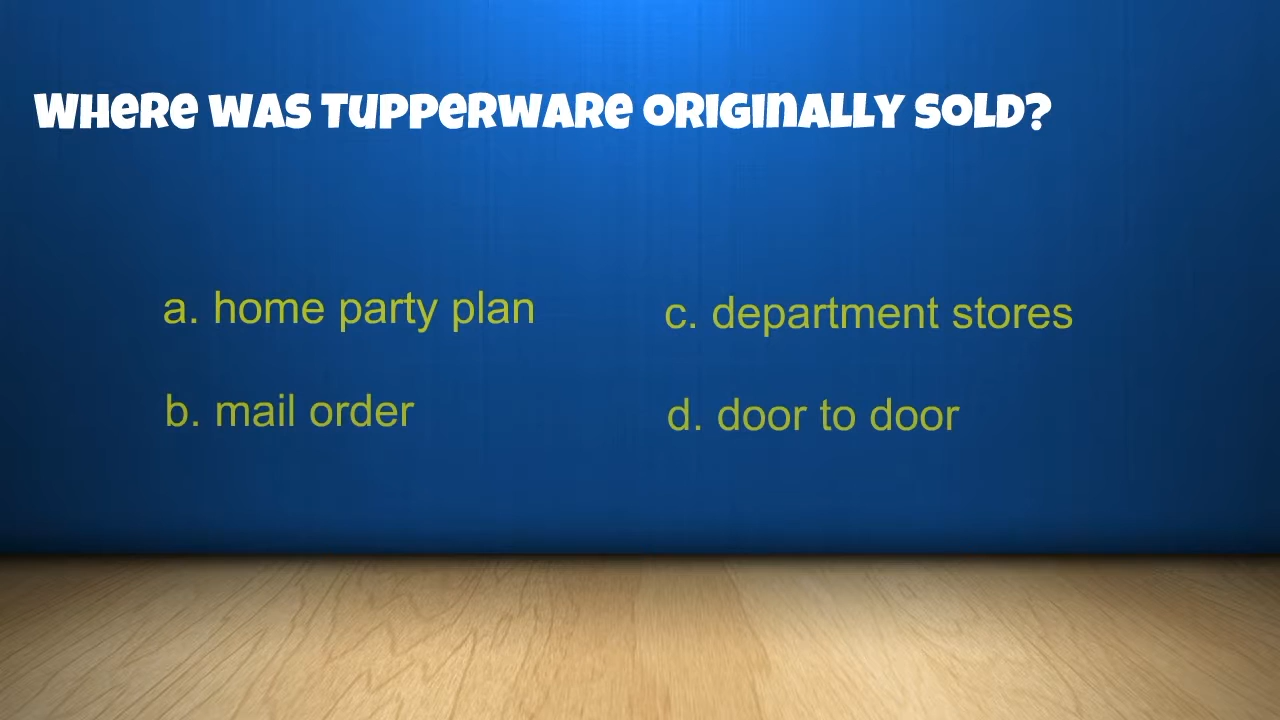 Where was Tupperware originally sold?
a. home party plan
b. mail order
c. department stores
d. door to door